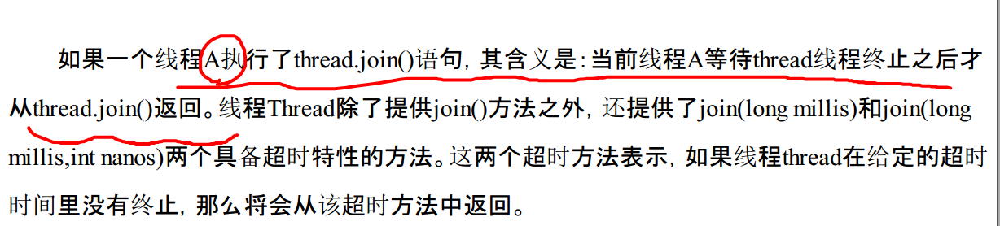 如果一个线程A执行了thread.join()语句，其含义是：当前线程A等待thread线程终止之后才
从thread.join()返回。线程Thread除了提供join()方法之外，还提供了join(long millis)和join(long
millis,int nanos)两个具备超时特性的方法。这两个超时方法表示，如果线程thread在给定的超时
时间里没有终止，那么将会从该超时方法中返回。